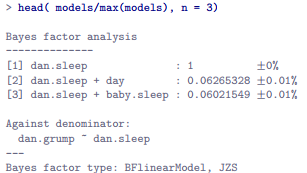 > head( models/max(models), n = 3)
Bayes factor analysis
--------------
[1] dan.sleep : 1 ±0%
[2] dan.sleep + day : 0.06265328 ±0.01%
[3] dan.sleep + baby.sleep : 0.06021549 ±0.01%
Against denominator:
dan.grump ~ dan.sleep
---
Bayes factor type: BFlinearModel, JZS